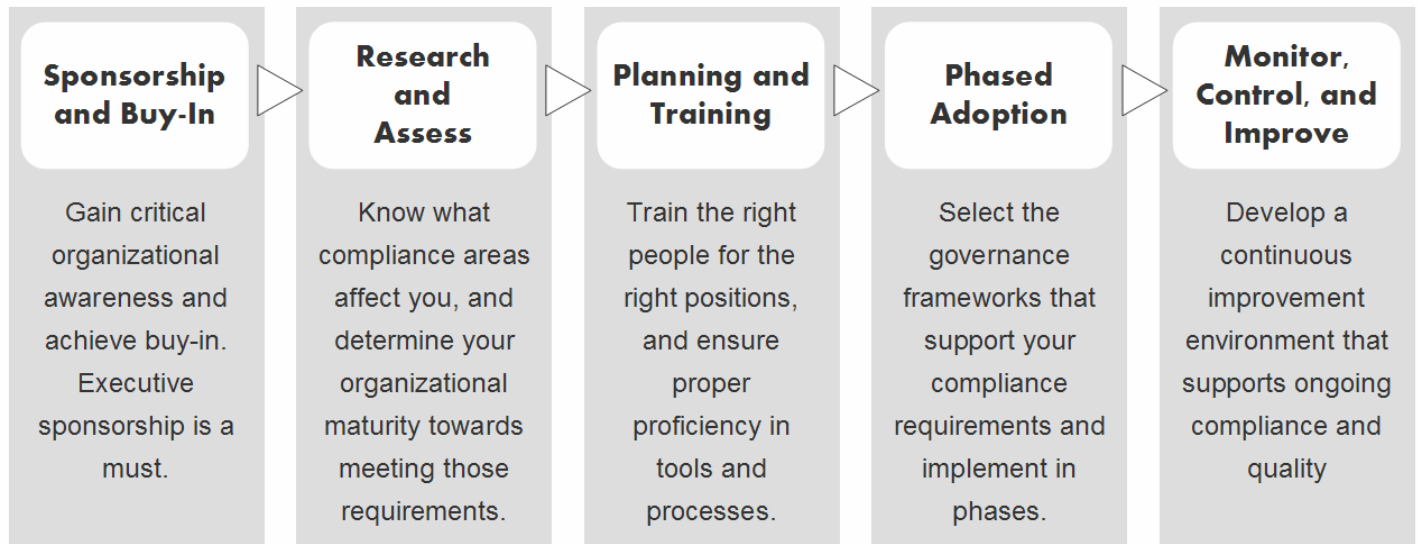 Sponsorship
and Buy-In
Gain critical
organizational
awareness and
achieve buy-in.
Executive
sponsorship is a
must.
Research
and
Assess
Know what
compliance areas
affect you, and
determine your
organizational
maturity towards
meeting those
requirements.
Planning and
Training
Train the right
people for the
right positions,
and ensure
proper
proficiency in
tools and
processes.
Phased
Adoption
Select the
governance
frameworks that
support your
compliance
requirements and
implement in
phases.
Monitor,
Control, and
Improve
Develop a
continuous
improvement
environment that
supports ongoing
compliance and
quality